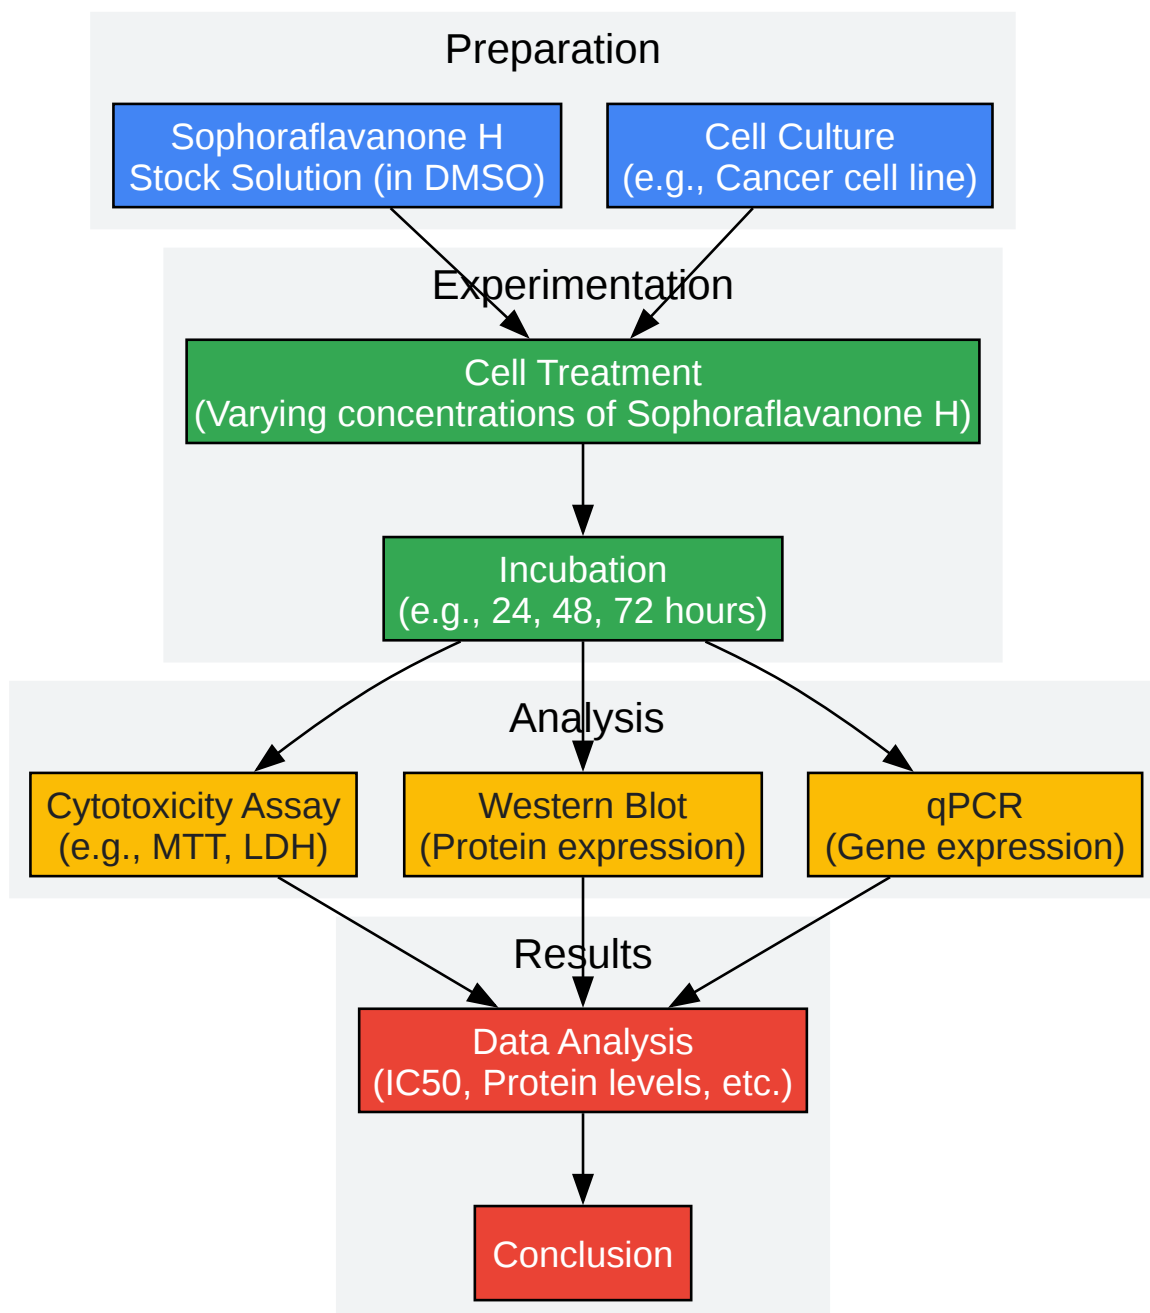 Preparation
Sophoraflavanone H
Stock Solution (in DMSO)
Cell Culture
(e.g., Cancer cell line)
Experimentation
Cell Treatment
(Varying concentrations of Sophoraflavanone H)
Incubation
(e.g., 24, 48, 72 hours)
Analysis
Cytotoxicity Assay
(e.g., MTT, LDH)
Western Blot
(Protein expression)
qPCR
(Gene expression)
Results
Data Analysis
(IC50, Protein levels, etc.)
Conclusion